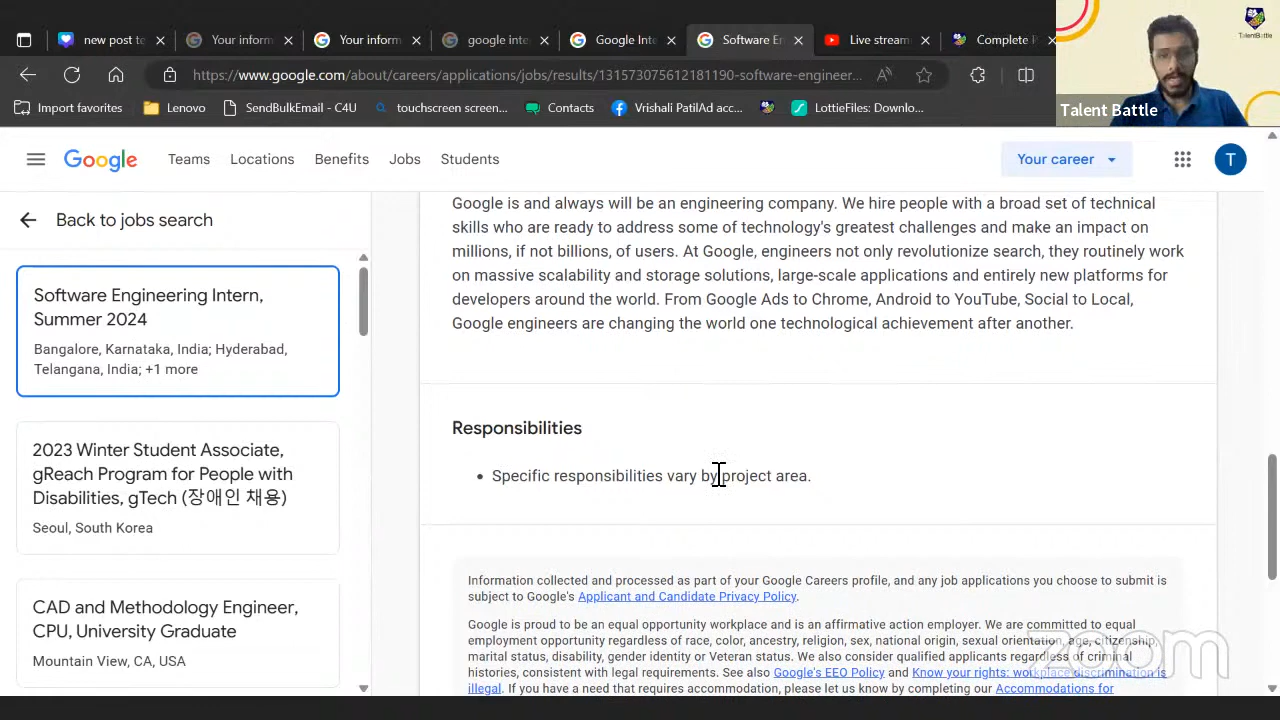 new post te
Your inform
Your inform
google inte
Google Inte
Software En
Live stream
Complete P
TalentBattle
https://www.google.com/about/careers/applications/jobs/results/131573075612181190-software-engineer...
Import favorites
Lenovo
SendBulkEmail - C4U
touchscreen screen...
Contacts
Vrishali PatilAd acc...
LottieFiles: Downlo...
Talent Battle
Google
Teams
Locations
Benefits
Jobs
Students
Your career
T
Back to jobs search
Software Engineering Intern,
Summer 2024
Bangalore, Karnataka, India; Hyderabad,
Telangana, India; +1 more
2023 Winter Student Associate,
gReach Program for People with
Disabilities, gTech (장애인 채용)
Seoul, South Korea
CAD and Methodology Engineer,
CPU, University Graduate
Mountain View, CA, USA
Google is and always will be an engineering company. We hire people with a broad set of technical
skills who are ready to address some of technology's greatest challenges and make an impact on
millions, if not billions, of users. At Google, engineers not only revolutionize search, they routinely work
on massive scalability and storage solutions, large-scale applications and entirely new platforms for
developers around the world. From Google Ads to Chrome, Android to YouTube, Social to Local,
Google engineers are changing the world one technological achievement after another.
Responsibilities
• Specific responsibilities vary by project area.
Information collected and processed as part of your Google Careers profile, and any job applications you choose to submit is
subject to Google's Applicant and Candidate Privacy Policy.
Google is proud to be an equal opportunity workplace and is an affirmative action employer. We are committed to equal
employment opportunity regardless of race, color, ancestry, religion, sex, national origin, sexual orientation, age, citizenship,
marital status, disability, gender identity or Veteran status. We also consider qualified applicants regardless of criminal
histories, consistent with legal requirements. See also Google's EEO Policy and Know your rights: workplace discrimination is
illegal. If you have a need that requires accommodation, please let us know by completing our Accommodations for
zoom